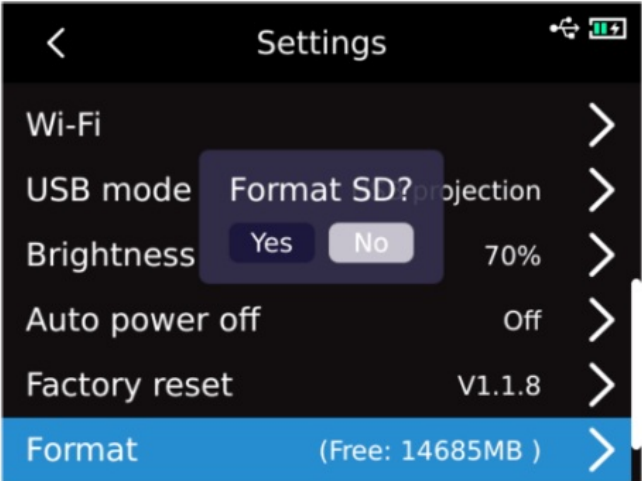 Settings
Wi-Fi
USB mode projection
Format SD?
Yes No
Brightness 70%
Auto power off Off
Factory reset V1.1.8
Format (Free: 14685MB )